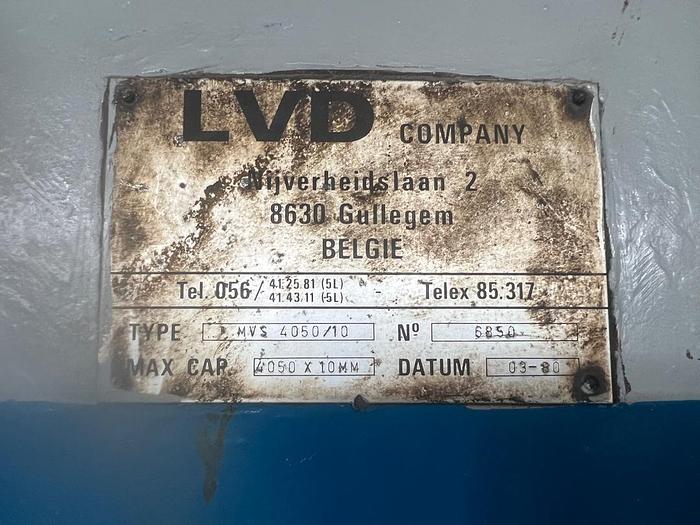 LVD COMPANY
Nijverheidslaan 2
8630 Gullegem
BELGIE
Tel. 056/ 41.25.81 (5L) - Telex 85.317
41.43.11 (5L)
TYPE MVS 4050/10 Nº 6850
MAX CAP. 4050 X 10MM DATUM 03-80